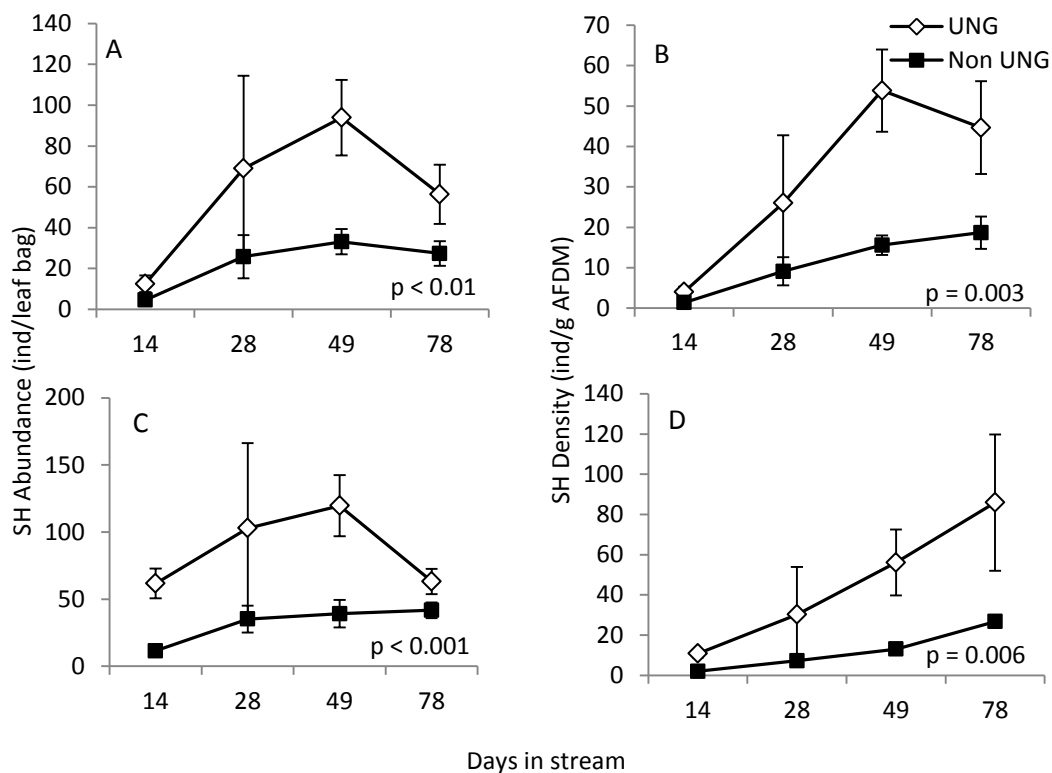 140
120
100
80
60
40
20
0
A
p < 0.01
14 28 49 78
70
60
50
40
30
20
10
0
B
UNG
Non UNG
p = 0.003
14 28 49 78
SH Abundance (ind/leaf bag)
SH Density (ind/g AFDM)
200
150
100
50
0
C
p < 0.001
14 28 49 78
140
120
100
80
60
40
20
0
D
p = 0.006
14 28 49 78
Days in stream